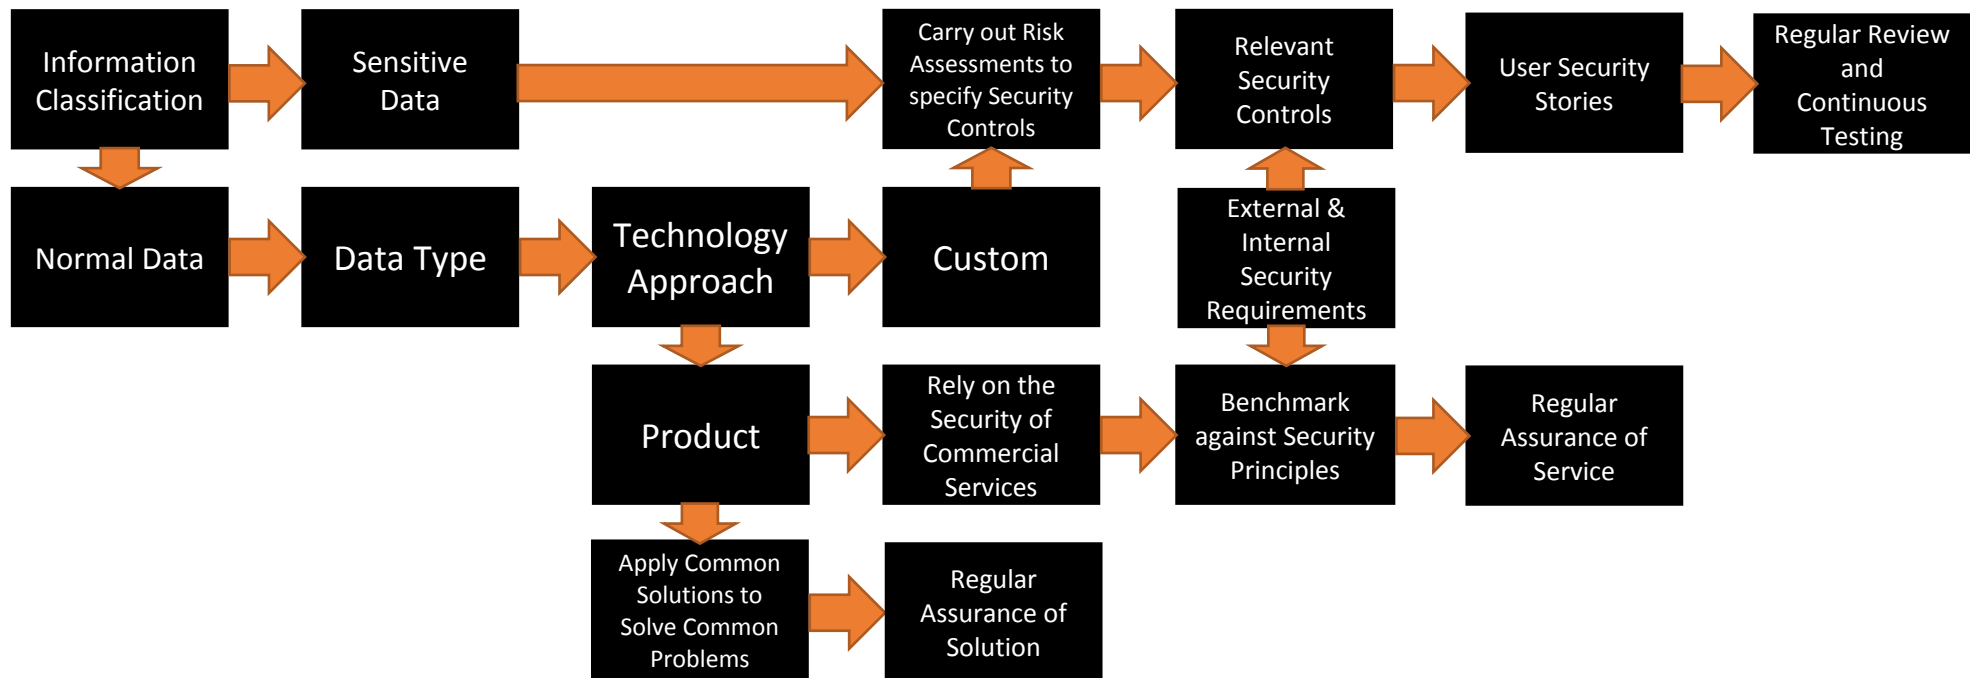 Information
Classification
Sensitive
Data
Carry out Risk
Assessments to
specify Security
Controls
Relevant
Security
Controls
User Security
Stories
Regular Review
and
Continuous
Testing
Normal Data
Data Type
Technology
Approach
Custom
External &
Internal
Security
Requirements
Product
Rely on the
Security of
Commercial
Services
Benchmark
against Security
Principles
Regular
Assurance of
Service
Apply Common
Solutions to
Solve Common
Problems
Regular
Assurance of
Solution